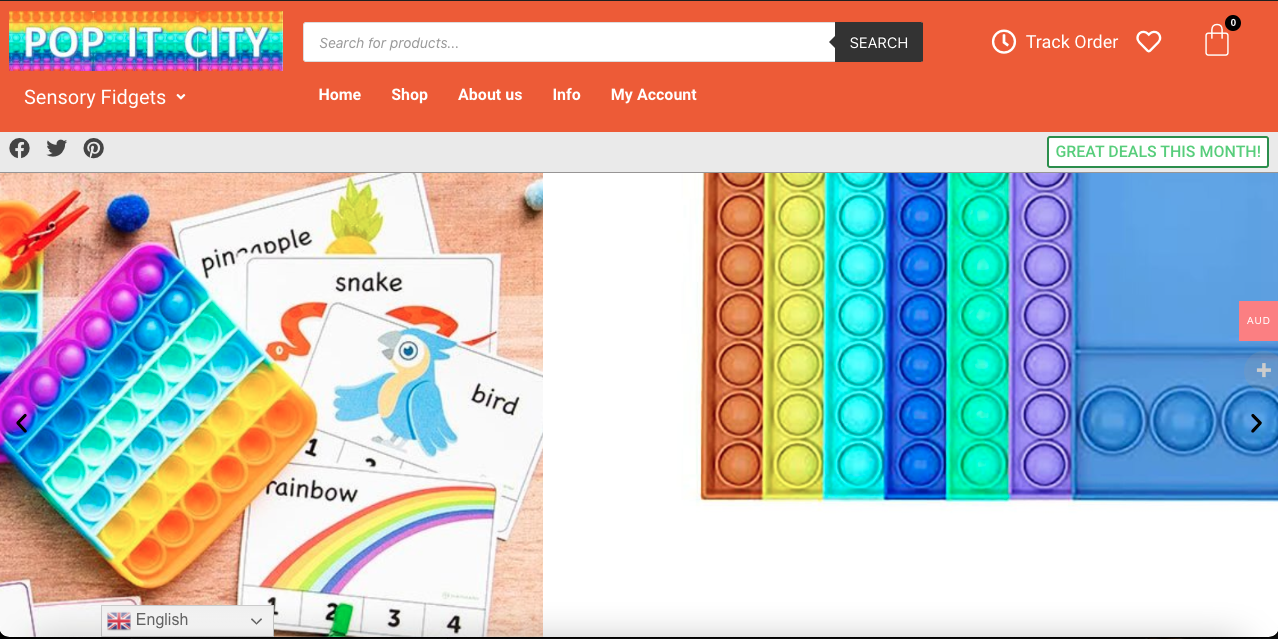 POP IT CITY
Search for products...
SEARCH
Track Order
0
Sensory Fidgets
Home
Shop
About us
Info
My Account
GREAT DEALS THIS MONTH!
pineapple
snake
bird
1
rainbow
1
2
3
4
AUD
English